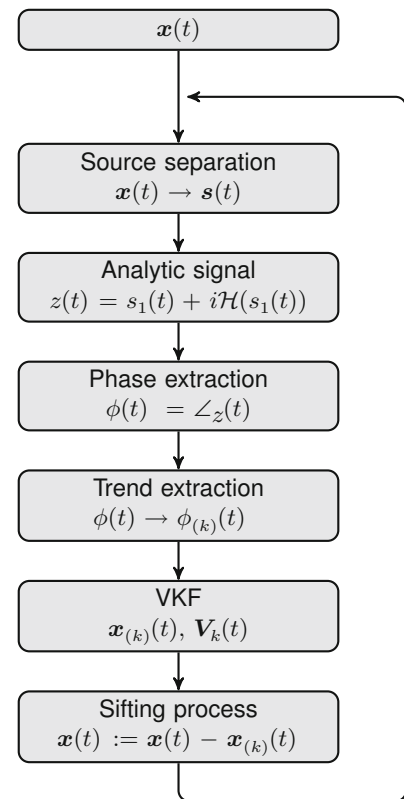 𝒙(t)
Source separation
𝒙(t) → 𝒔(t)
Analytic signal
z(t) = s₁(t) + iℋ(s₁(t))
Phase extraction
ϕ(t) = ∠z(t)
Trend extraction
ϕ(t) → ϕ₍ₖ₎(t)
VKF
𝒙₍ₖ₎(t), 𝑽ₖ(t)
Sifting process
𝒙(t) := 𝒙(t) − 𝒙₍ₖ₎(t)